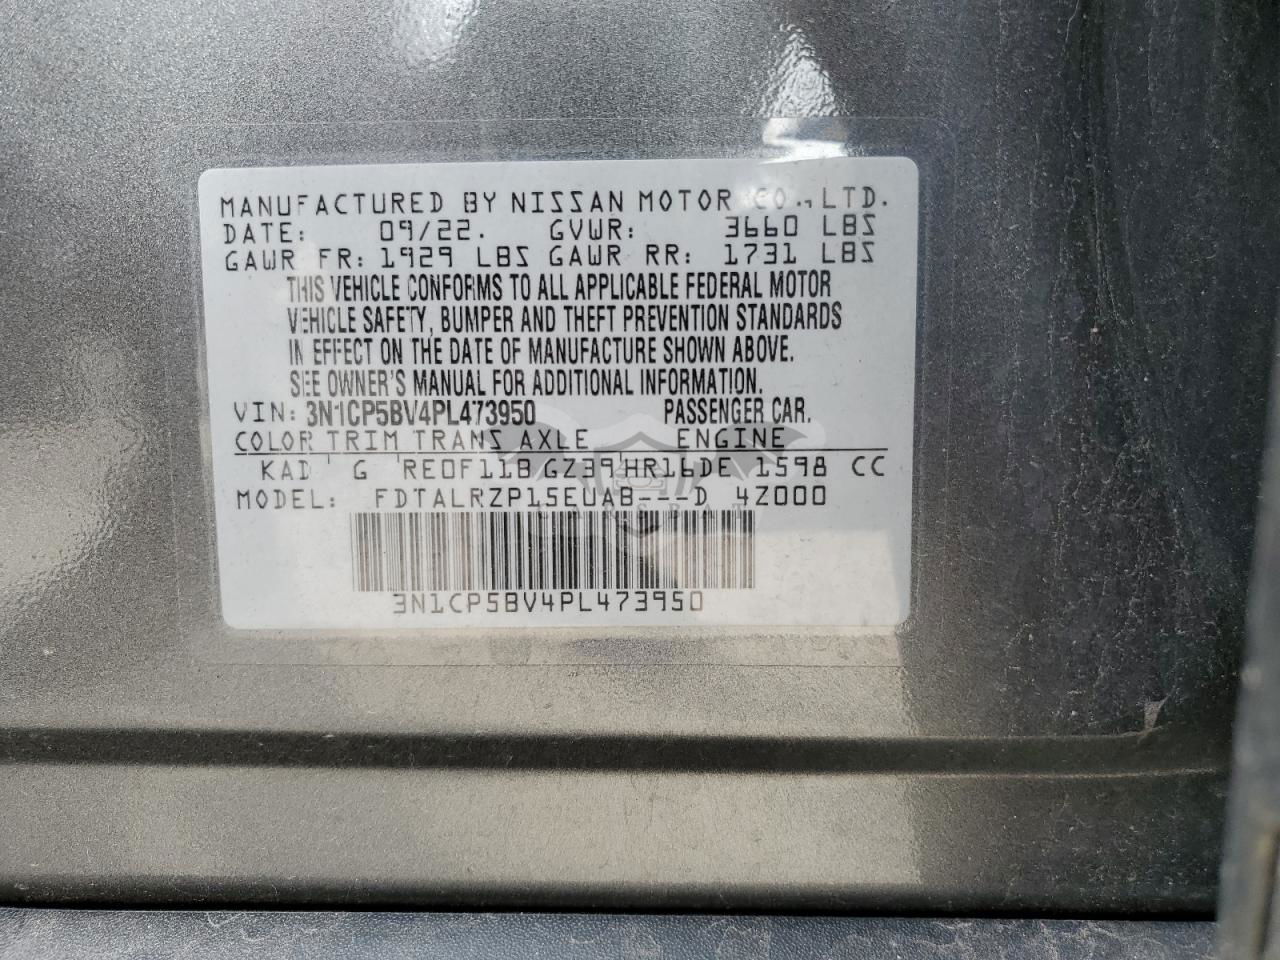 MANUFACTURED BY NISSAN MOTOR CO., LTD.
DATE: 09/22. GVWR: 3660 LBS
GAWR FR: 1929 LBS GAWR RR: 1731 LBS
THIS VEHICLE CONFORMS TO ALL APPLICABLE FEDERAL MOTOR
VEHICLE SAFETY, BUMPER AND THEFT PREVENTION STANDARDS
IN EFFECT ON THE DATE OF MANUFACTURE SHOWN ABOVE.
SEE OWNER'S MANUAL FOR ADDITIONAL INFORMATION.
VIN: 3N1CP5BV4PL473950 PASSENGER CAR.
COLOR TRIM TRANS AXLE ENGINE
KAD G RE0F11B GZ39 HR16DE 1598 CC
MODEL: FDTALRZP15EUAB---D 4Z000
CARSBAT
3N1CP5BV4PL473950